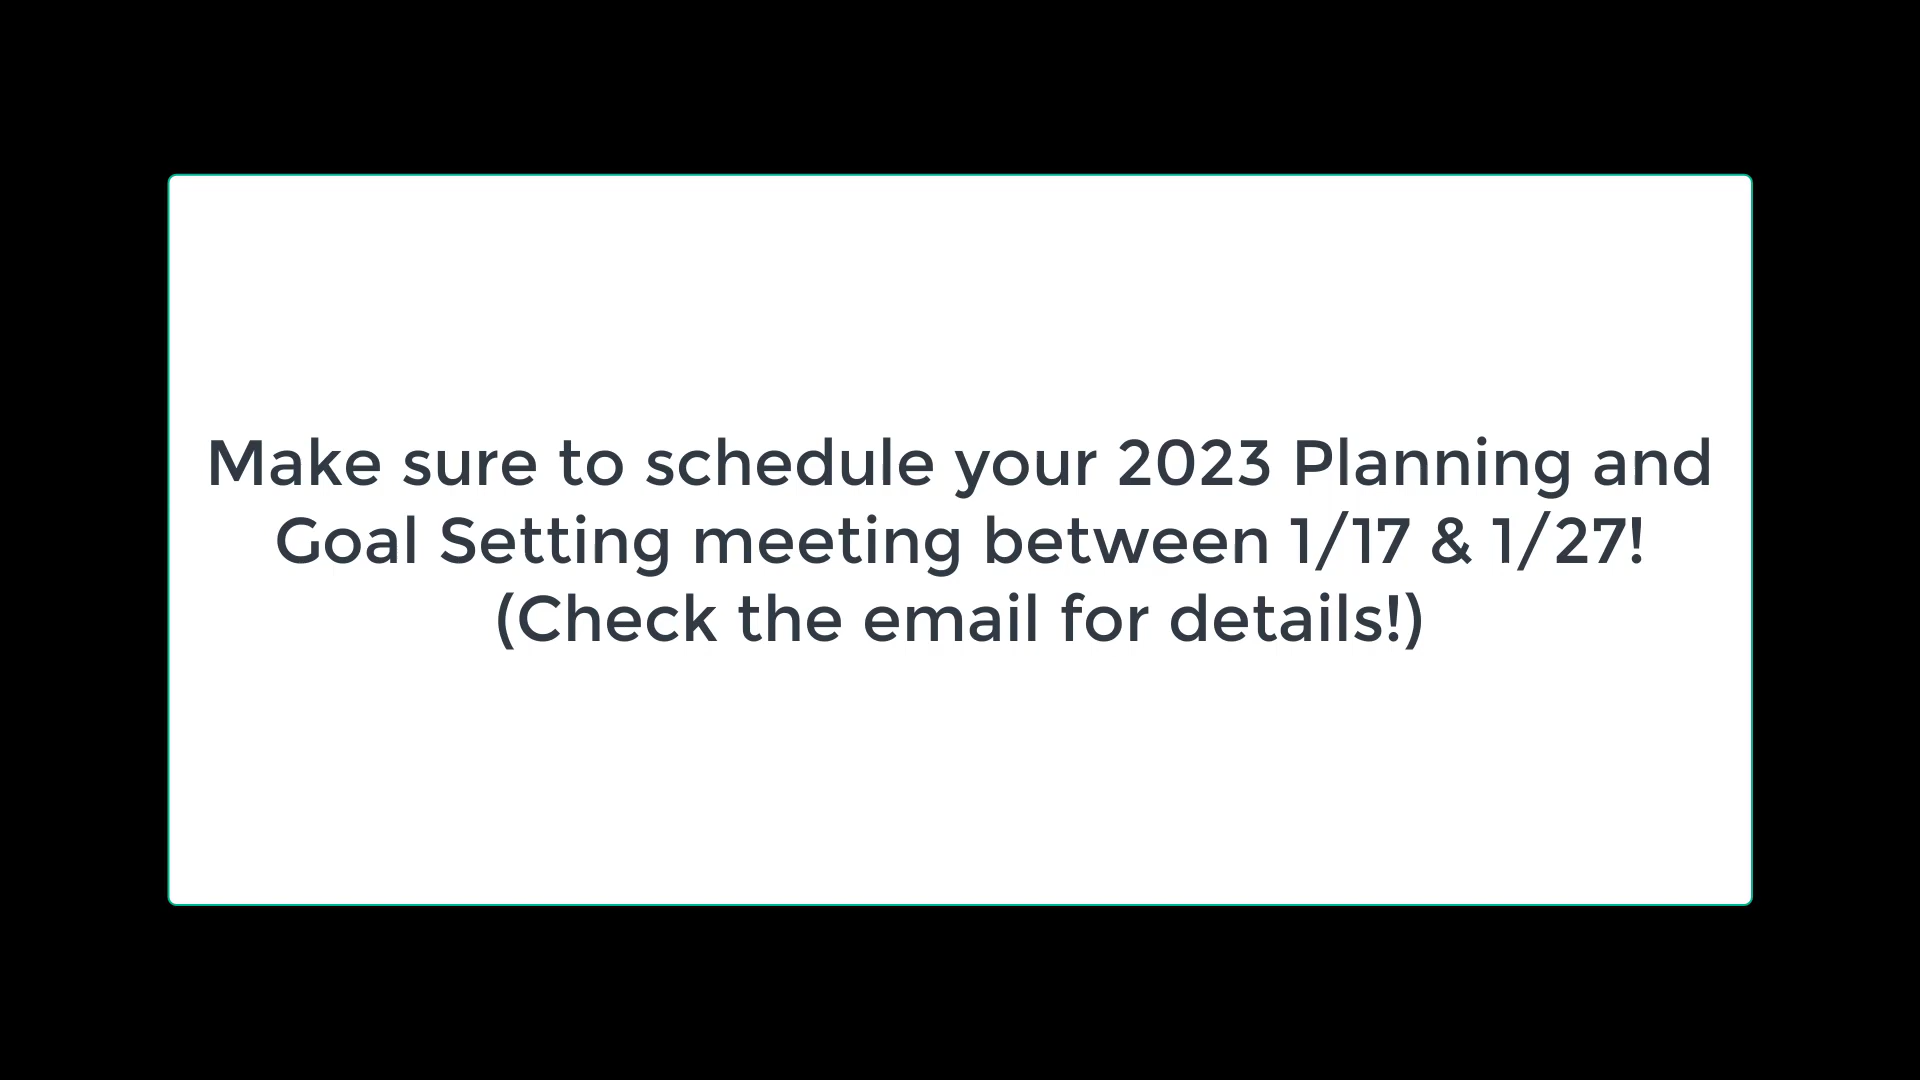 Make sure to schedule your 2023 Planning and
Goal Setting meeting between 1/17 & 1/27!
(Check the email for details!)